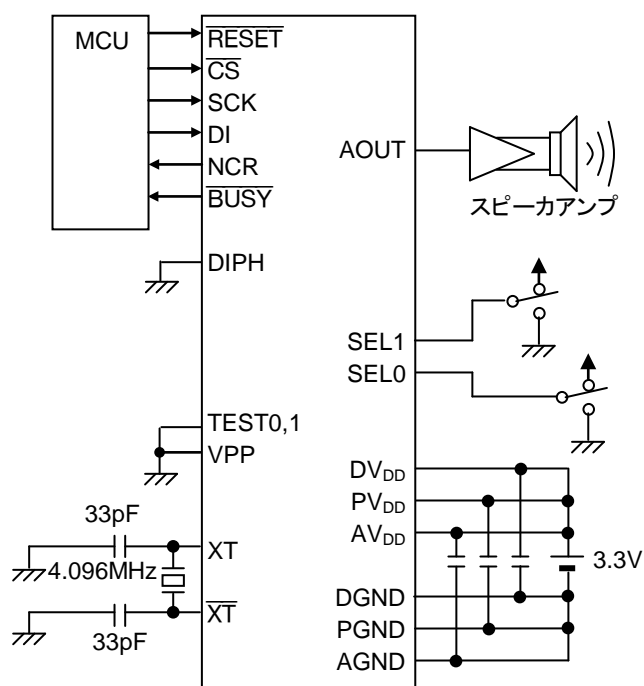 MCU
RESET
CS
SCK
DI
NCR
BUSY
AOUT
スピーカアンプ
DIPH
SEL1
SEL0
TEST0,1
VPP
DVDD
PVDD
AVDD
33pF
XT
4.096MHz
3.3V
DGND
XT
PGND
33pF
AGND